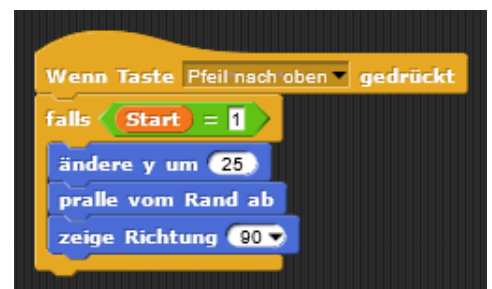 Wenn Taste Pfeil nach oben gedrückt
falls Start = 1
ändere y um 25
pralle vom Rand ab
zeige Richtung 90